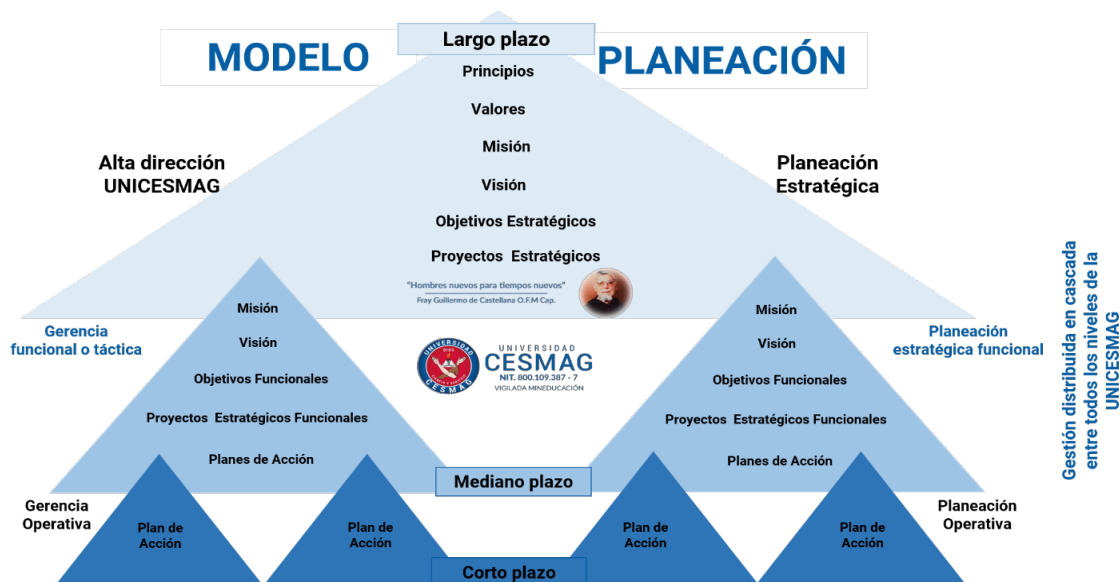 MODELO
PLANEACIÓN
Largo plazo
Principios
Valores
Misión
Visión
Objetivos Estratégicos
Proyectos Estratégicos
Alta dirección
UNICESMAG
Planeación
Estratégica
"Hombres nuevos para tiempos nuevos"
Fray Guillermo de Castellana O.F.M Cap.
Gerencia
funcional o táctica
Misión
Visión
Objetivos Funcionales
Proyectos Estratégicos Funcionales
Planes de Acción
UNIVERSIDAD
CESMAG
UNIVERSIDAD
CESMAG
NIT. 800.109.387 - 7
VIGILADA MINEDUCACIÓN
Misión
Visión
Objetivos Funcionales
Proyectos Estratégicos Funcionales
Planes de Acción
Planeación
estratégica funcional
Gestión distribuida en cascada
entre todos los niveles de la
UNICESMAG
Mediano plazo
Gerencia
Operativa
Plan de
Acción
Plan de
Acción
Plan de
Acción
Plan de
Acción
Planeación
Operativa
Corto plazo